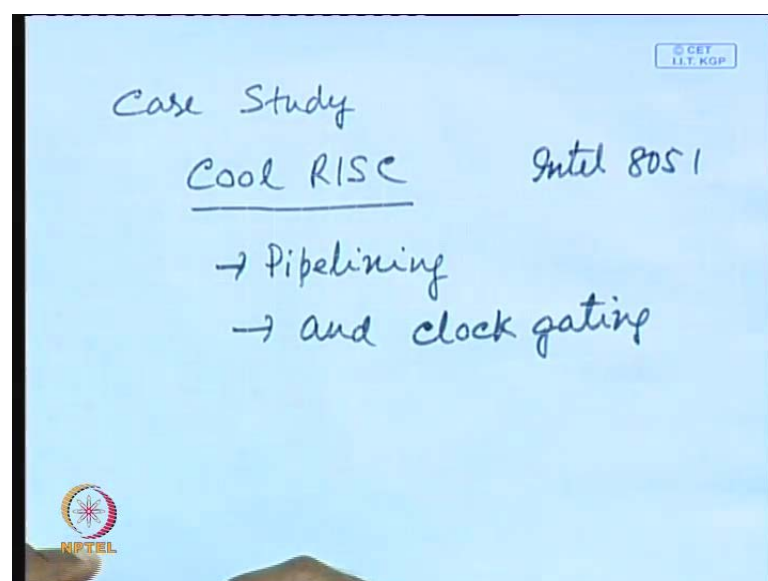 © CET
I.I.T. KGP
Case Study
Cool RISC Intel 8051
→ Pipelining
→ and clock gating
NPTEL